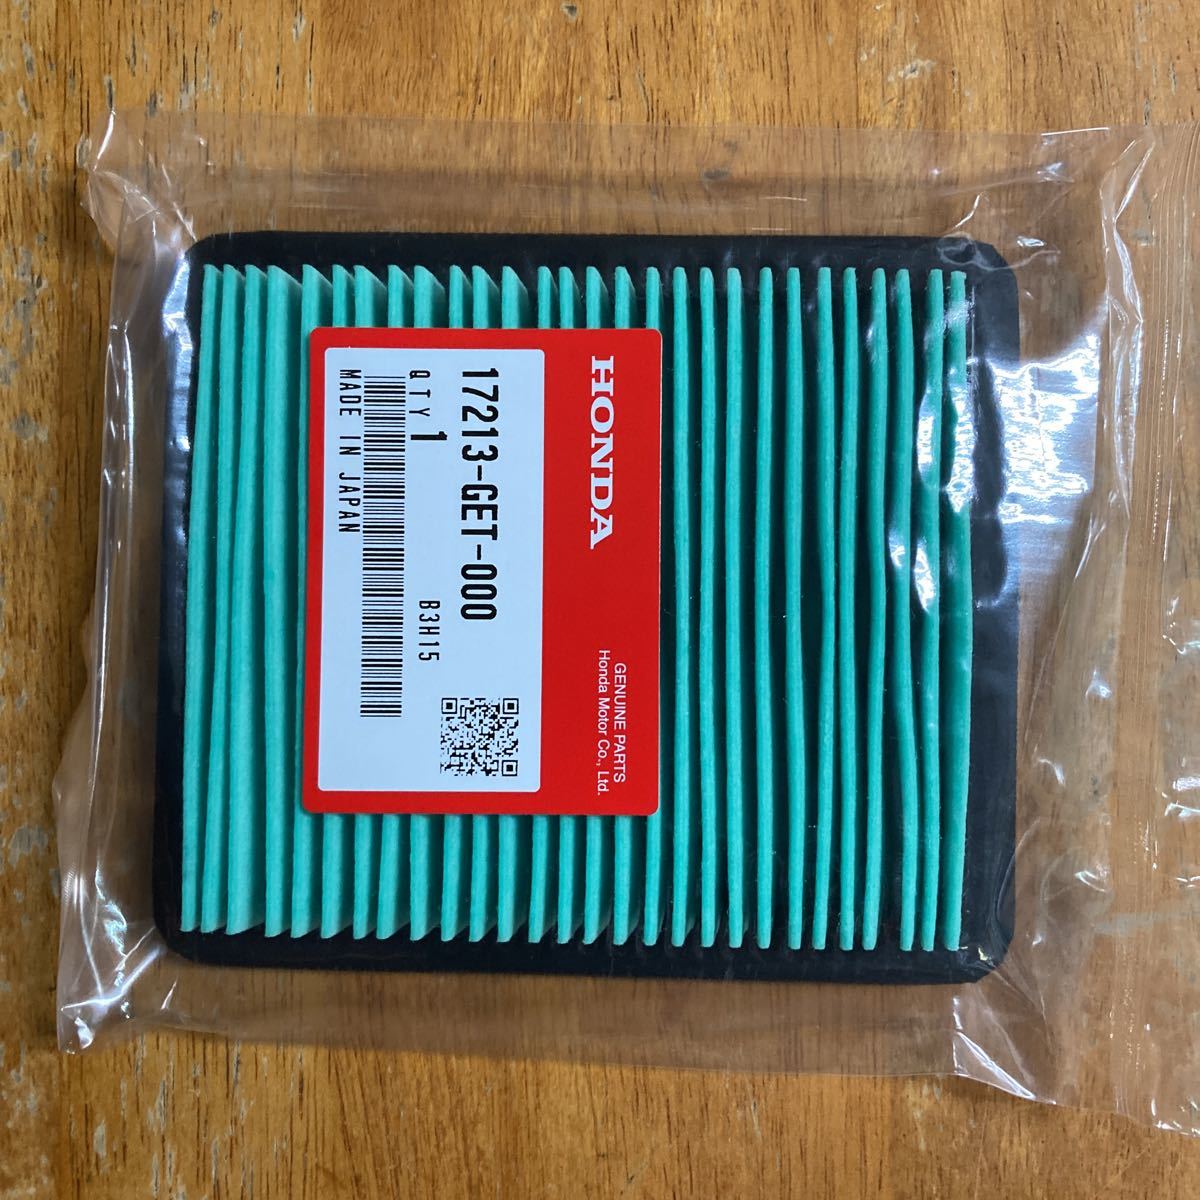 HONDA
GENUINE PARTS
Honda Motor Co., Ltd.
17213-GET-000
B3H15
QTY 1
MADE IN JAPAN